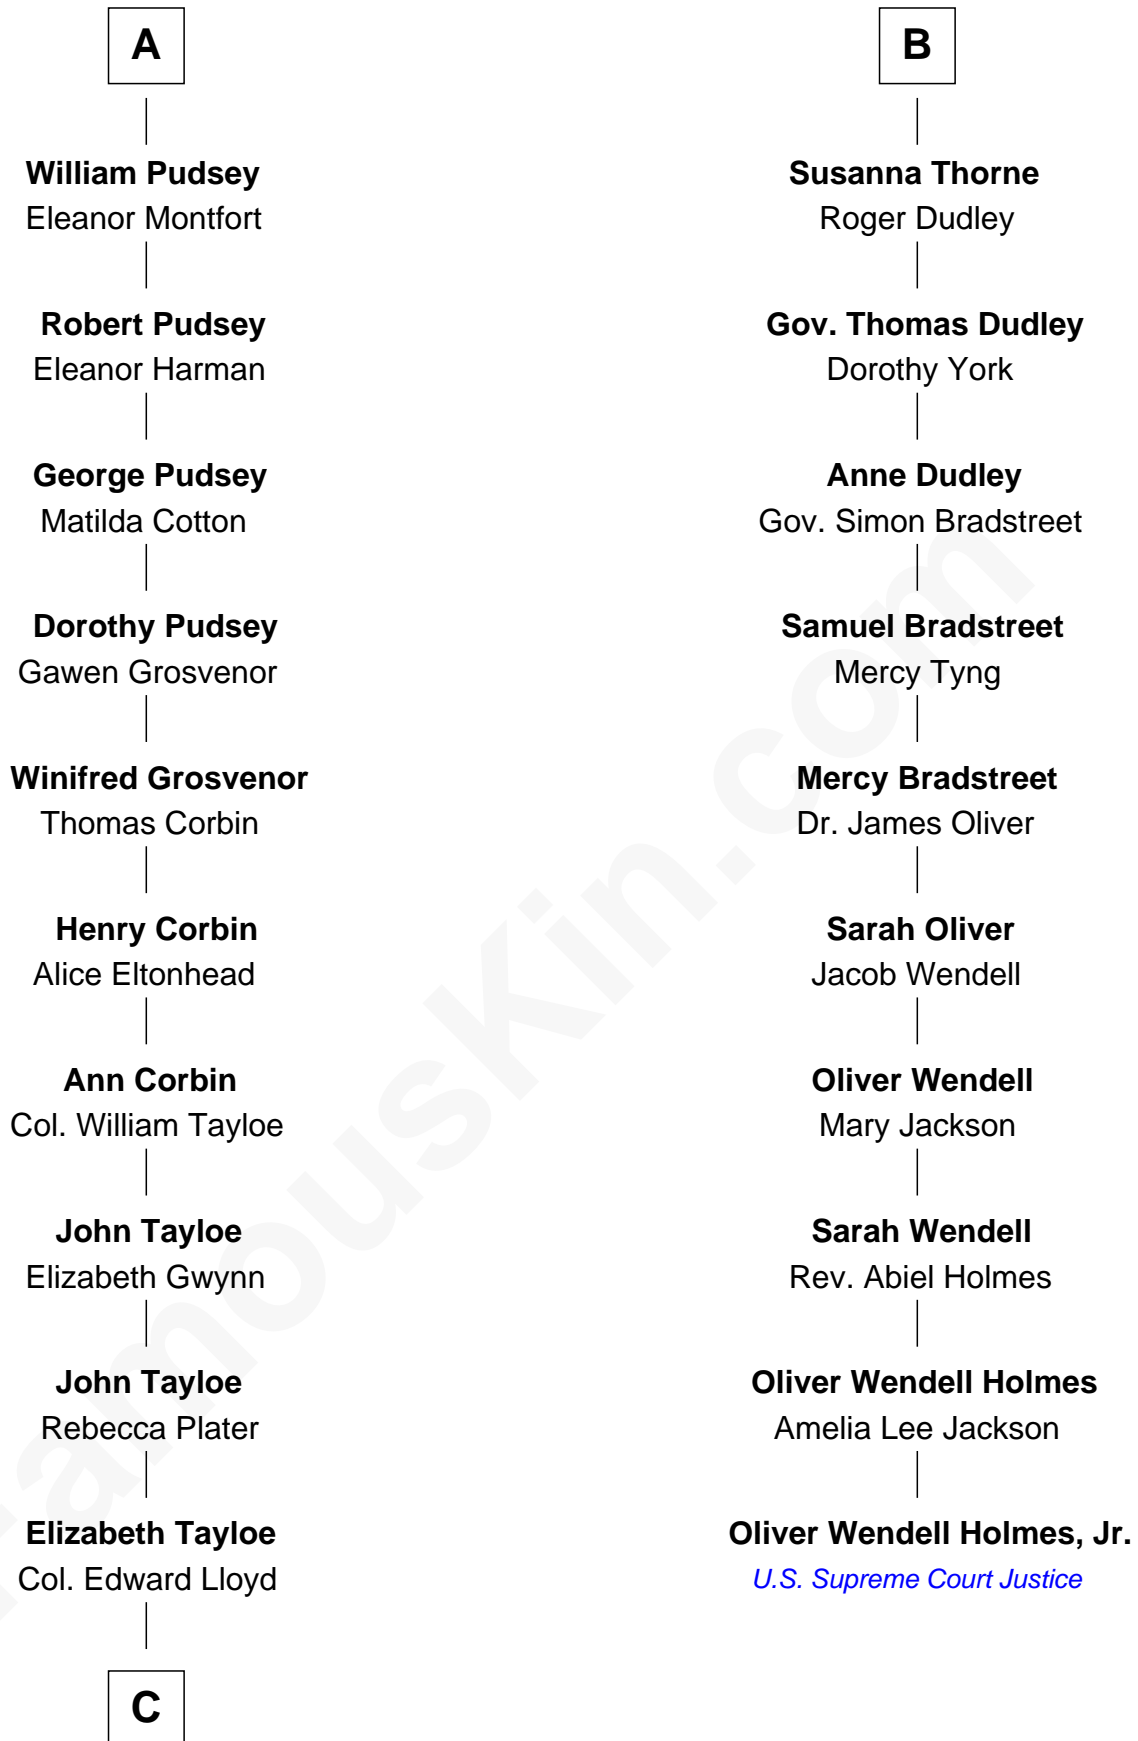 A
William Pudsey
Eleanor Montfort
Robert Pudsey
Eleanor Harman
George Pudsey
Matilda Cotton
Dorothy Pudsey
Gawen Grosvenor
Winifred Grosvenor
Thomas Corbin
Henry Corbin
Alice Eltonhead
Ann Corbin
Col. William Tayloe
John Tayloe
Elizabeth Gwynn
John Tayloe
Rebecca Plater
Elizabeth Tayloe
Col. Edward Lloyd
C
B
Susanna Thorne
Roger Dudley
Gov. Thomas Dudley
Dorothy York
Anne Dudley
Gov. Simon Bradstreet
Samuel Bradstreet
Mercy Tyng
Mercy Bradstreet
Dr. James Oliver
Sarah Oliver
Jacob Wendell
Oliver Wendell
Mary Jackson
Sarah Wendell
Rev. Abiel Holmes
Oliver Wendell Holmes
Amelia Lee Jackson
Oliver Wendell Holmes, Jr.
U.S. Supreme Court Justice
FamousKin.com